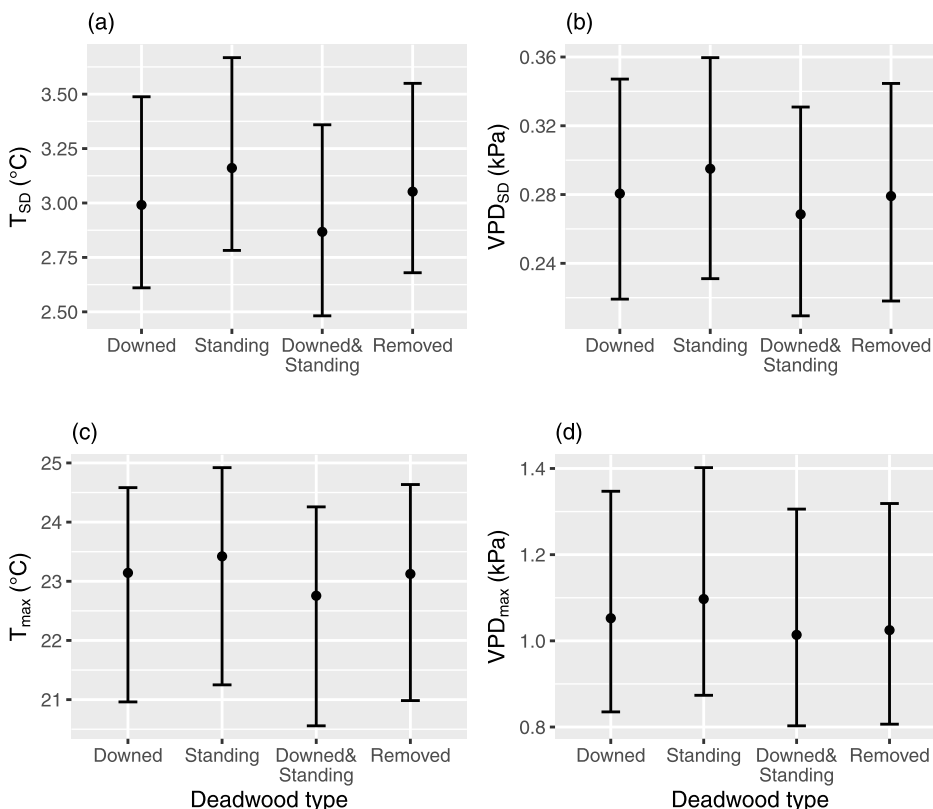 (a)
T_SD (°C)
3.50
3.25
3.00
2.75
2.50
Downed Standing Downed& Removed
Standing
(b)
VPD_SD (kPa)
0.36
0.32
0.28
0.24
Downed Standing Downed& Removed
Standing
(c)
T_max (°C)
25
24
23
22
21
Downed Standing Downed& Removed
Standing
Deadwood type
(d)
VPD_max (kPa)
1.4
1.2
1.0
0.8
Downed Standing Downed& Removed
Standing
Deadwood type